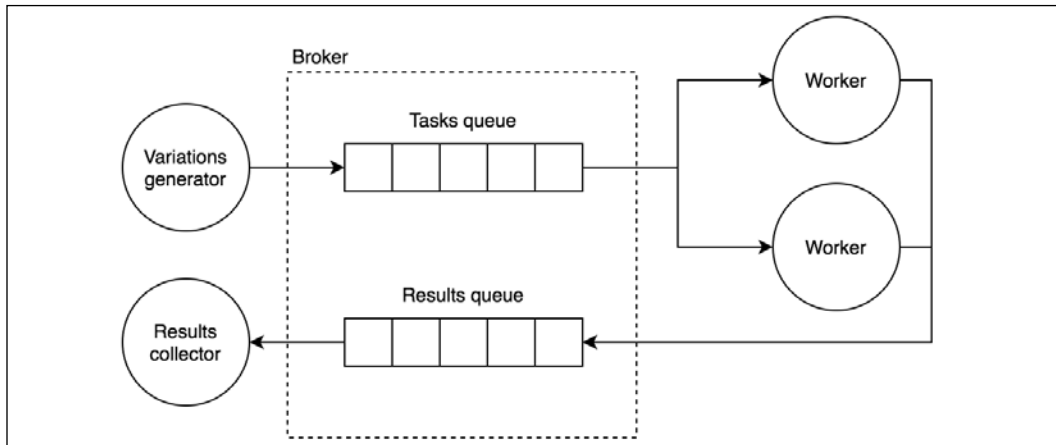 Broker
Worker
Tasks queue
Variations
generator
Worker
Results queue
Results
collector